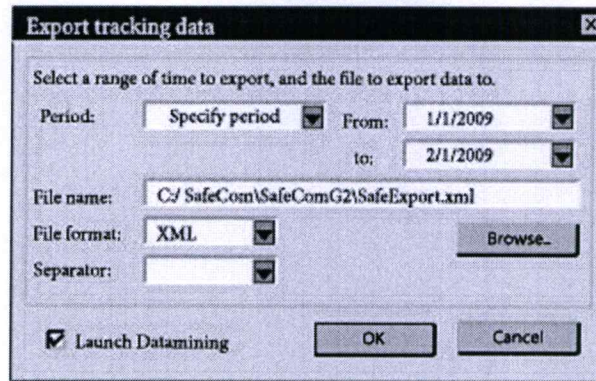 Export tracking data
Select a range of time to export, and the file to export data to.
Period: Specify period From: 1/1/2009
to: 2/1/2009
File name: C:/ SafeCom\SafeComG2\SafeExport.xml
File format: XML
Browse..
Separator:
Launch Datamining OK Cancel